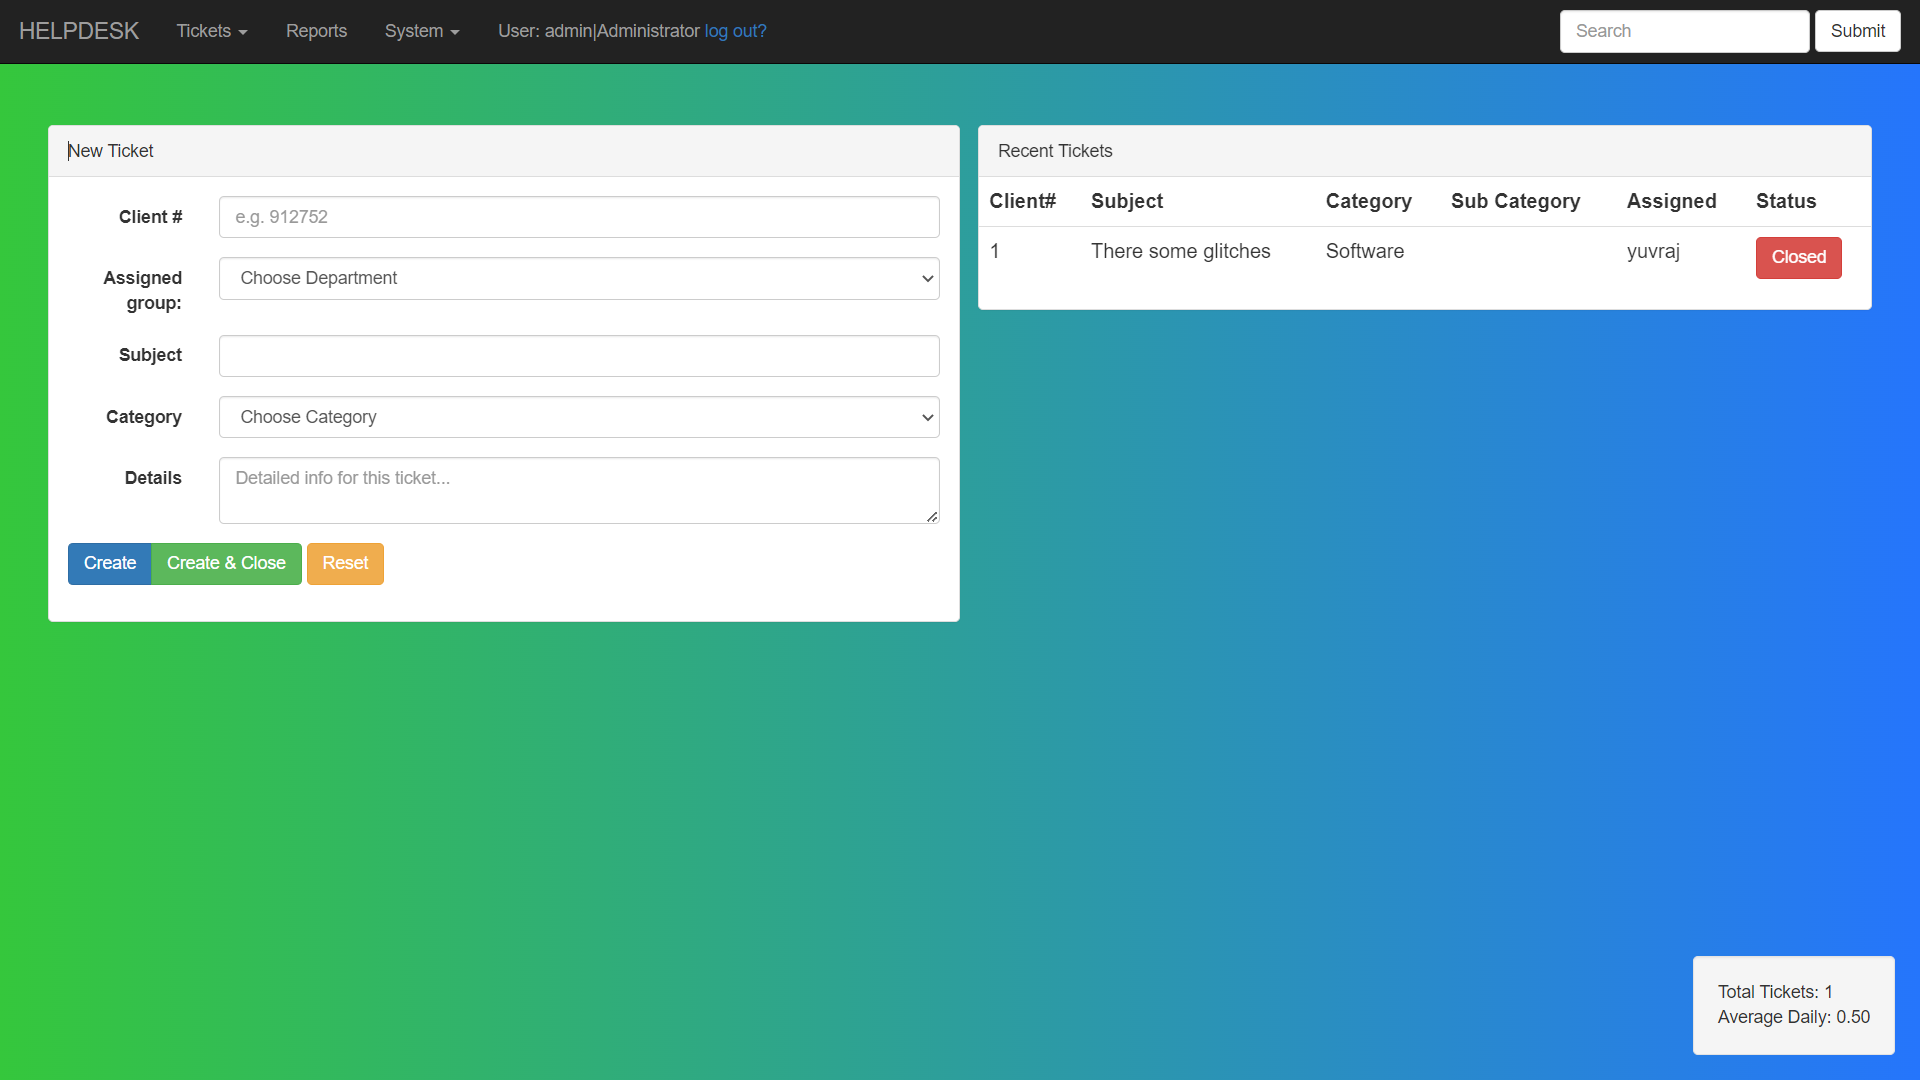 HELPDESK Tickets Reports System User: admin|Administrator log out? Search Submit
New Ticket
Client # e.g. 912752
Assigned group: Choose Department
Subject
Category Choose Category
Details Detailed info for this ticket...
Create Create & Close Reset
Recent Tickets
Client# Subject Category Sub Category Assigned Status
1 There some glitches Software yuvraj Closed
Total Tickets: 1
Average Daily: 0.50